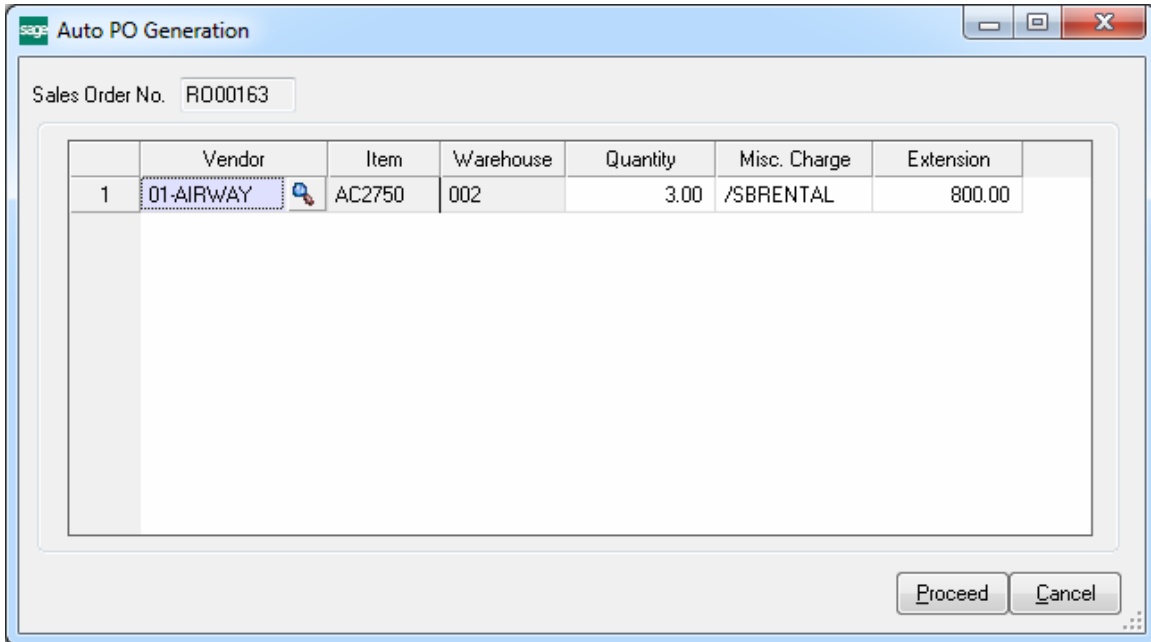 sage Auto PO Generation
Sales Order No. RO00163
Vendor Item Warehouse Quantity Misc. Charge Extension
1 01-AIRWAY AC2750 002 3.00 /SBRENTAL 800.00
Proceed Cancel